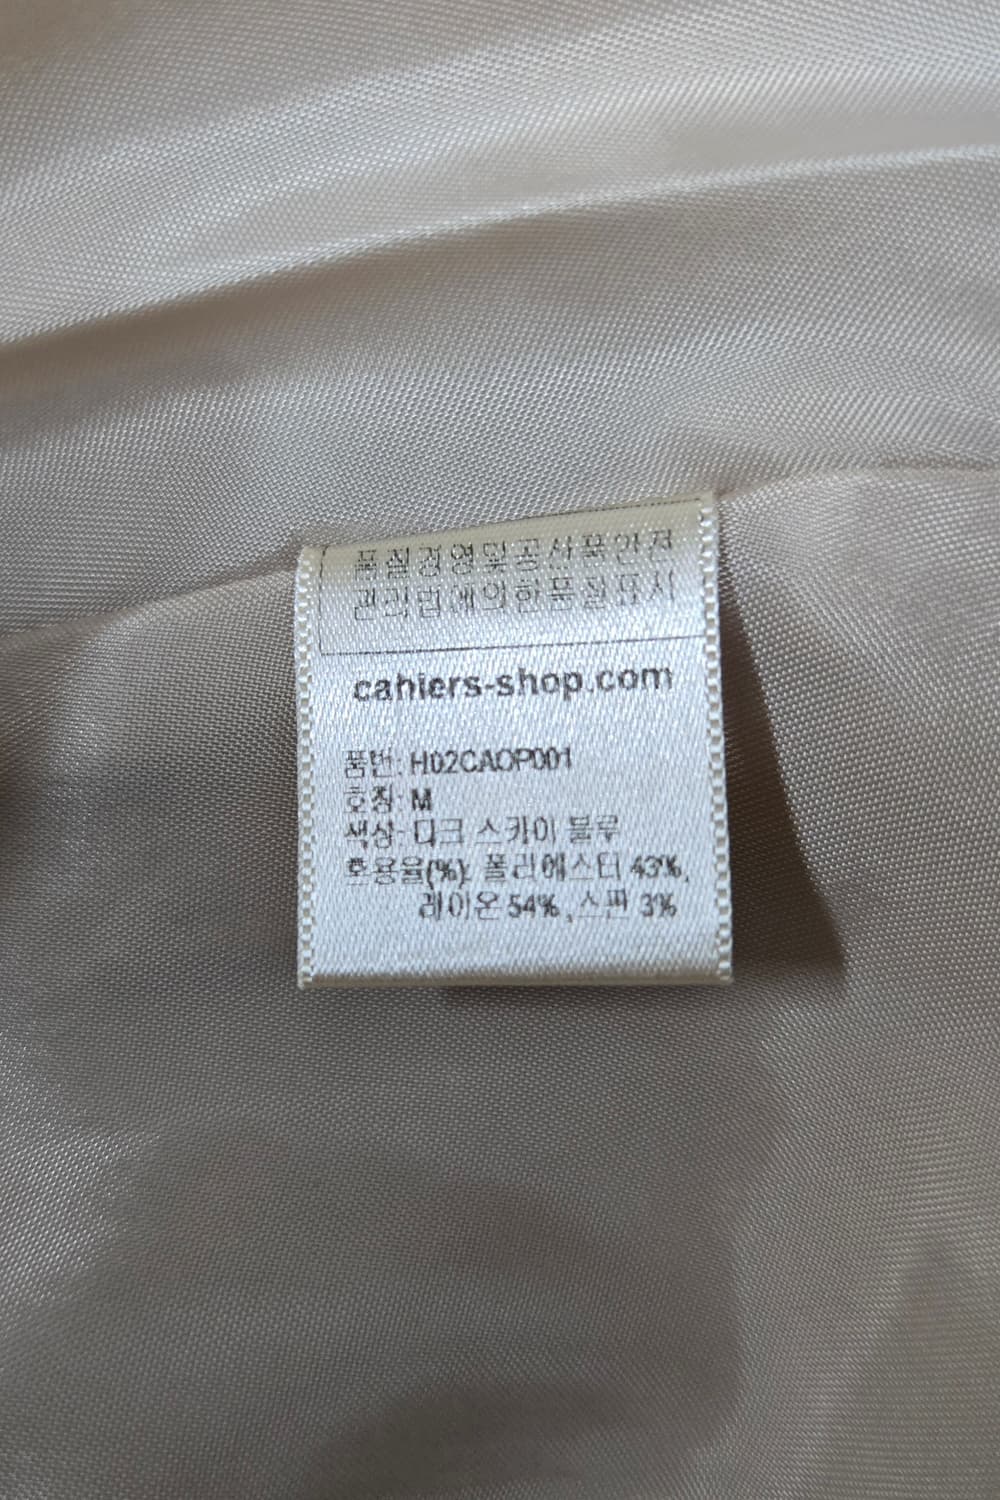 품질경영및공산품안전
관리법에의한품질표시
cahiers-shop.com
품번: H02CAOP001
호칭: M
색상: 다크 스카이 블루
혼용율(%): 폴리에스터 43%,
레이온 54%, 스판 3%